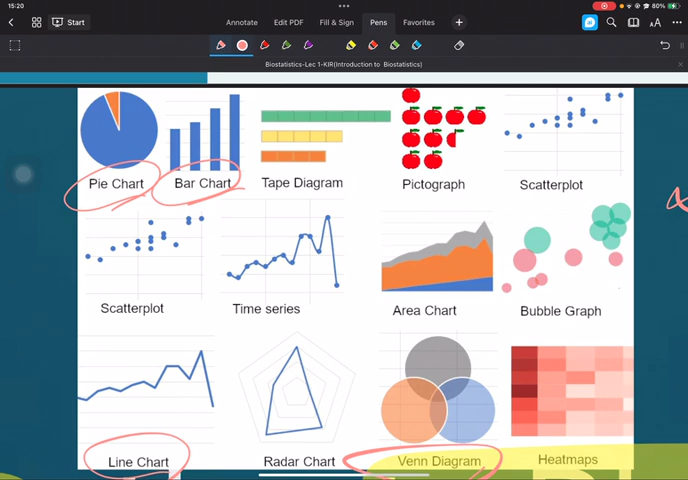 15:20
80%
Start
Annotate
Edit PDF
Fill & Sign
Pens
Favorites
AA
Biostatistics-Lec 1-KIR(Introduction to Biostatistics)
Pie Chart
Bar Chart
Tape Diagram
Pictograph
Scatterplot
Scatterplot
Time series
Area Chart
Bubble Graph
Line Chart
Radar Chart
Venn Diagram
Heatmaps